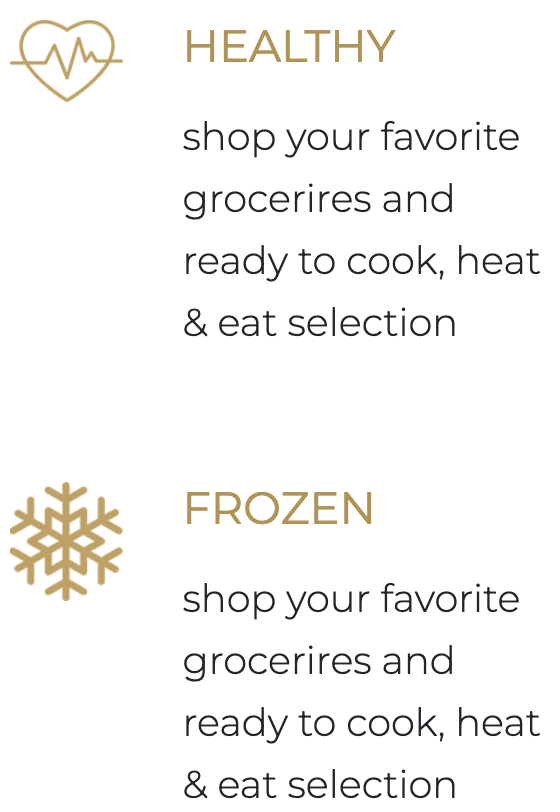 HEALTHY
shop your favorite
grocerires and
ready to cook, heat
& eat selection
FROZEN
shop your favorite
grocerires and
ready to cook, heat
& eat selection